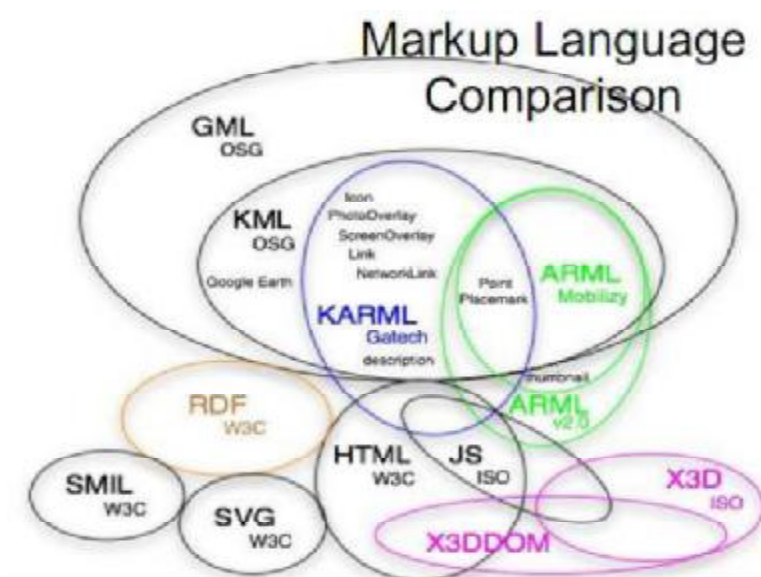 Markup Language
Comparison
GML
OSG
KML
OSG
Google Earth
Icon
PhotoOverlay
ScreenOverlay
Link
NetworkLink
KARML
Gatech
description
Point
Placemark
ARML
Mobilizy
thumbnail
ARML
v2.0
RDF
W3C
HTML
W3C
JS
ISO
SMIL
W3C
SVG
W3C
X3D
ISO
X3DDOM